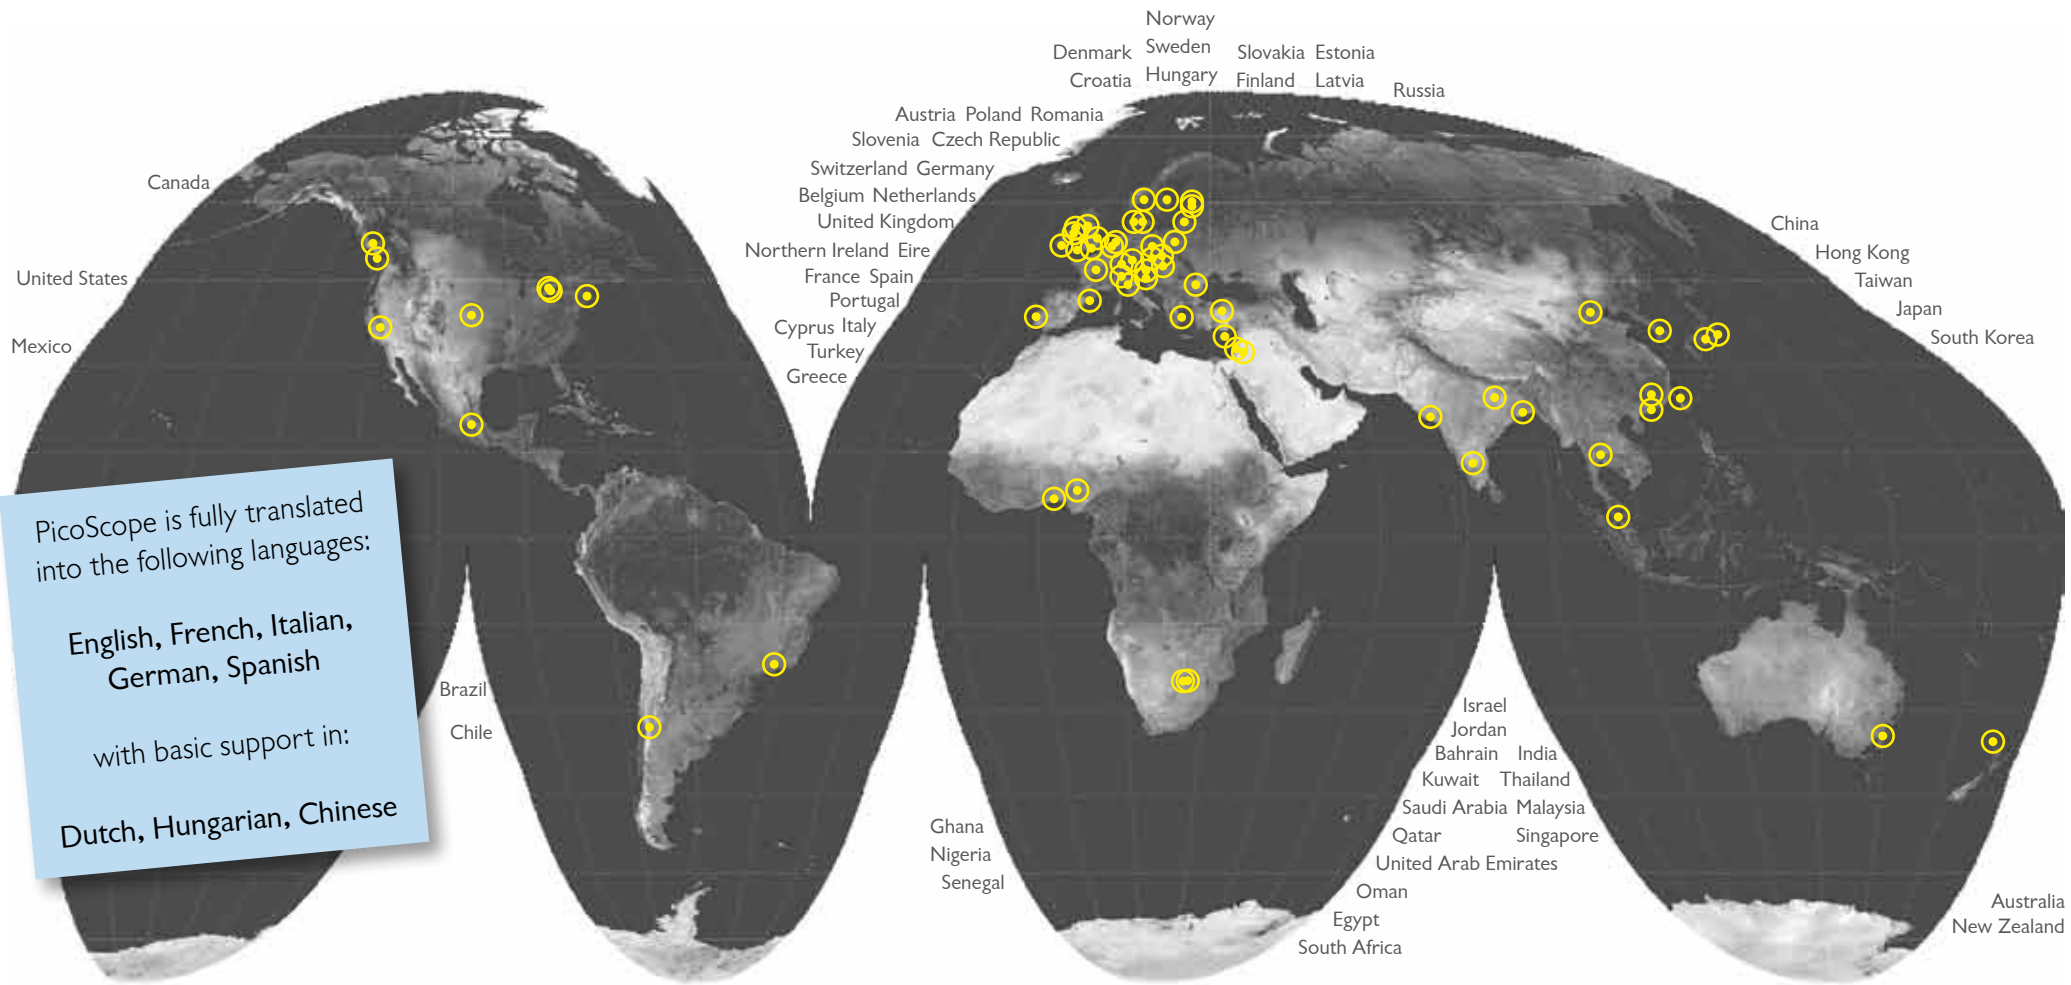 Norway
Denmark Sweden Slovakia Estonia
Croatia Hungary Finland Latvia
Russia
Austria Poland Romania
Slovenia Czech Republic
Switzerland Germany
Belgium Netherlands
United Kingdom
Northern Ireland Eire
France Spain
Portugal
Cyprus Italy
Turkey
Greece
Canada
United States
Mexico
China
Hong Kong
Taiwan
Japan
South Korea
PicoScope is fully translated
into the following languages:
English, French, Italian,
German, Spanish
with basic support in:
Dutch, Hungarian, Chinese
Brazil
Chile
Ghana
Nigeria
Senegal
Israel
Jordan
Bahrain India
Kuwait Thailand
Saudi Arabia Malaysia
Qatar Singapore
United Arab Emirates
Oman
Egypt
South Africa
Australia
New Zealand